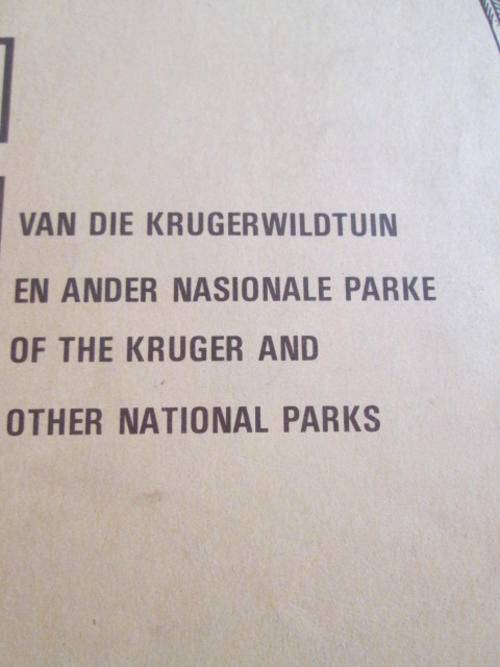 VAN DIE KRUGERWILDTUIN
EN ANDER NASIONALE PARKE
OF THE KRUGER AND
OTHER NATIONAL PARKS